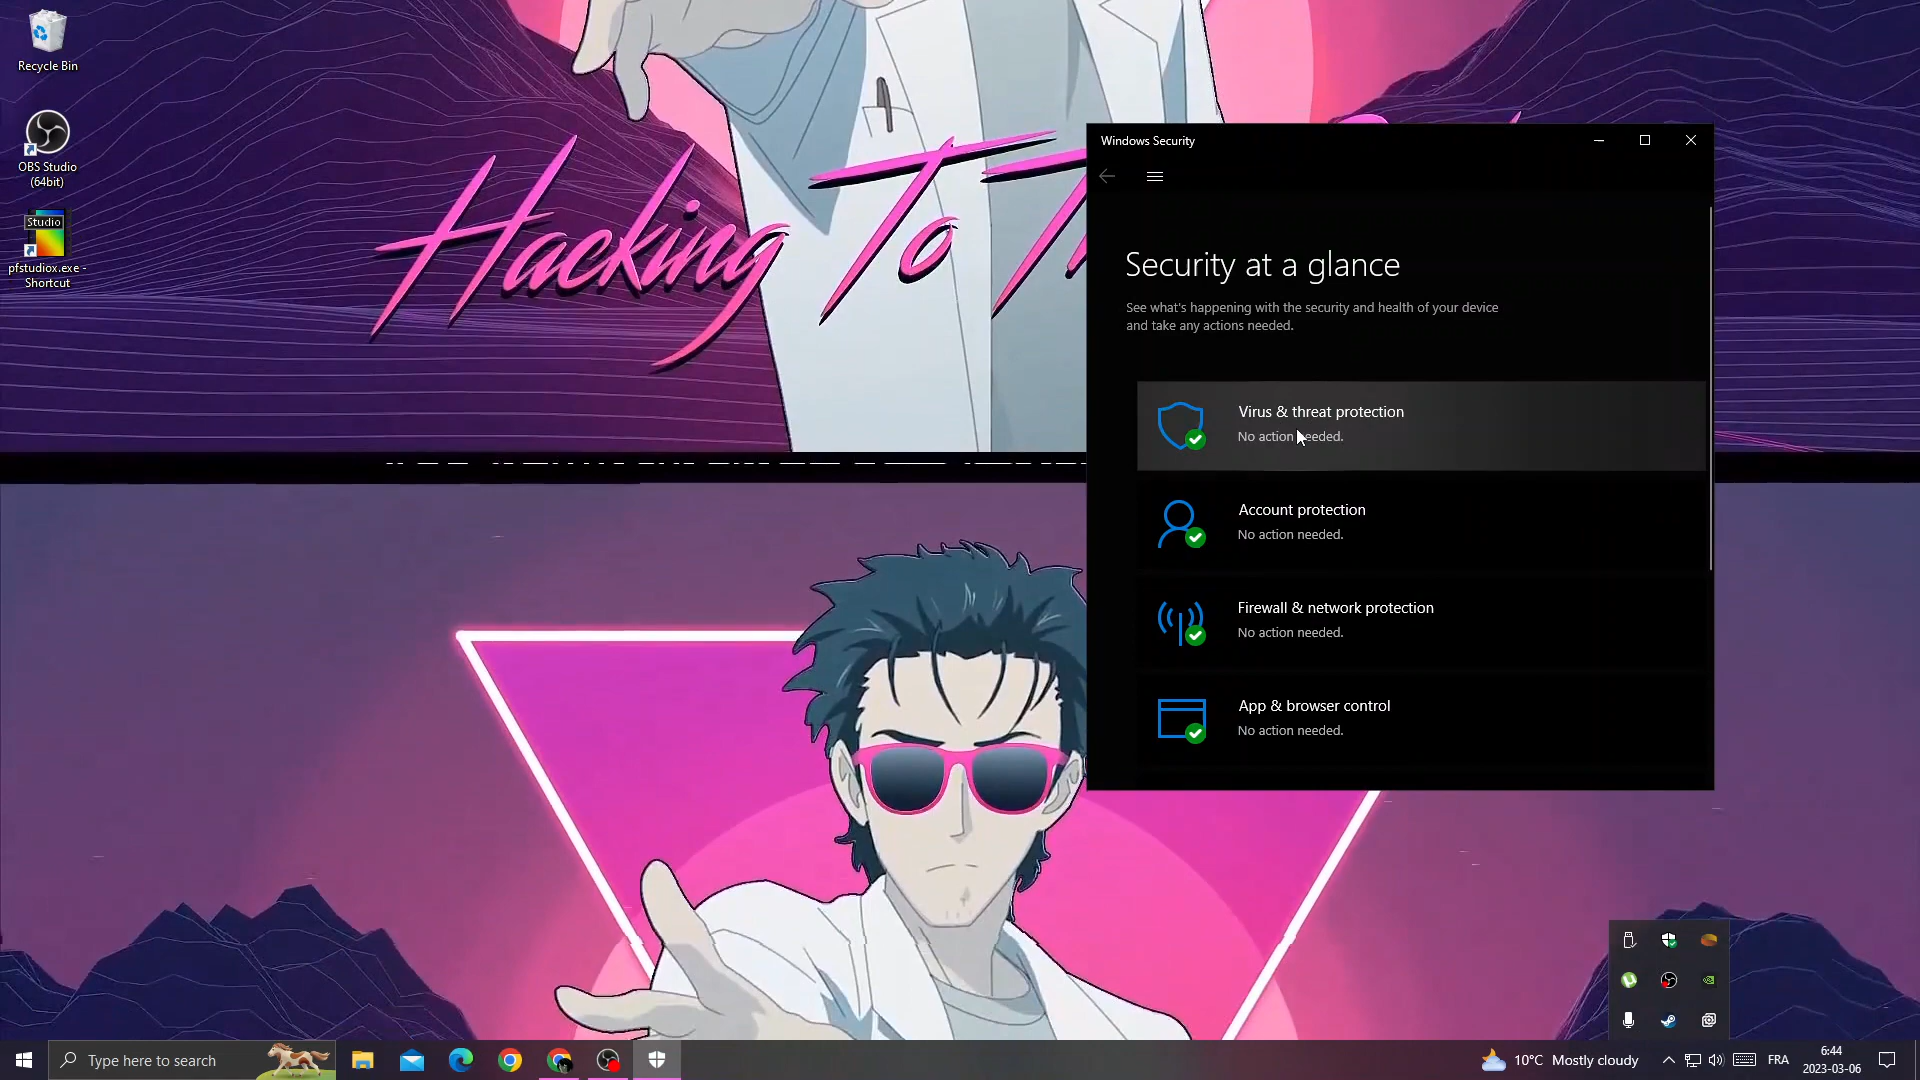 Recycle Bin
OBS Studio
(64bit)
Studio
pfstudiox.exe -
Shortcut
Hacking To
Windows Security
Security at a glance
See what's happening with the security and health of your device
and take any actions needed.
Virus & threat protection
No action needed.
Account protection
No action needed.
Firewall & network protection
No action needed.
App & browser control
No action needed.
Type here to search
10°C Mostly cloudy
FRA
6:44
2023-03-06